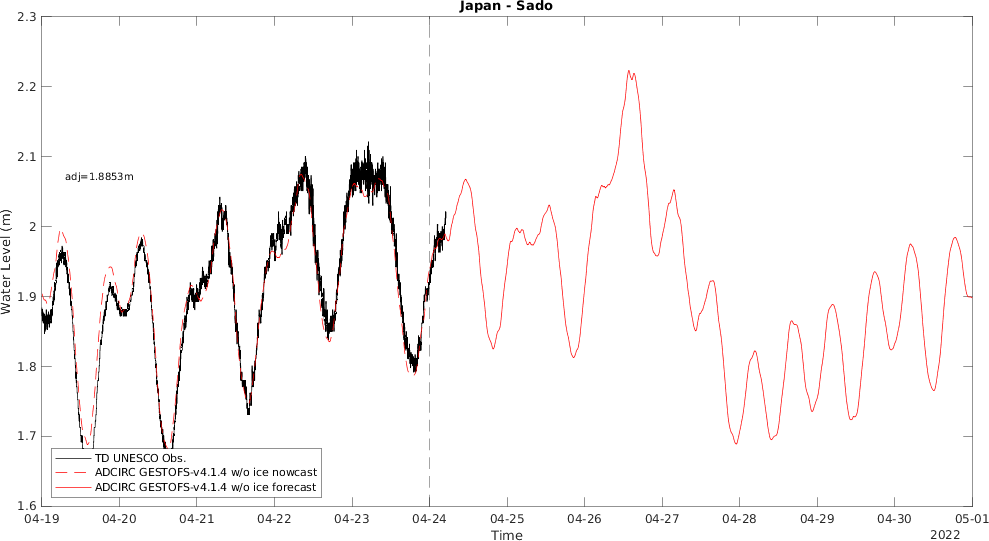 Japan - Sado
2.3
2.2
2.1
2
1.9
1.8
1.7
1.6
Water Level (m)
adj=1.8853m
TD UNESCO Obs.
ADCIRC GESTOFS-v4.1.4 w/o ice nowcast
ADCIRC GESTOFS-v4.1.4 w/o ice forecast
04-19 04-20 04-21 04-22 04-23 04-24 04-25 04-26 04-27 04-28 04-29 04-30 05-01
Time
2022